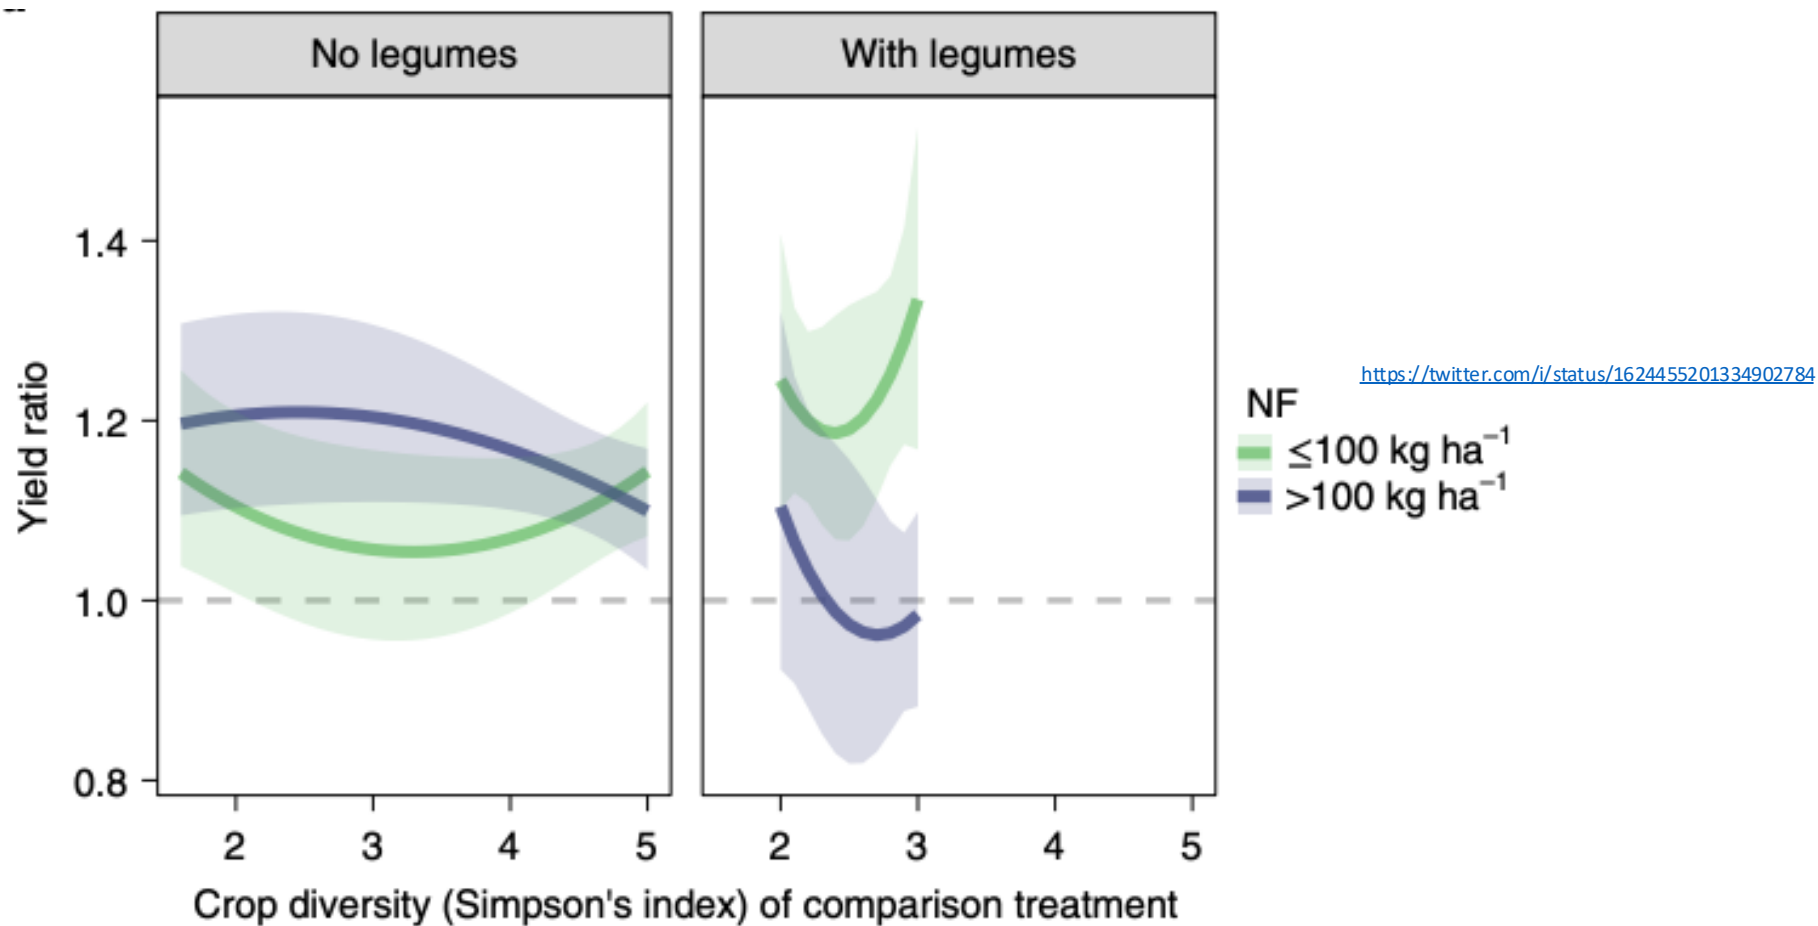 No legumes
With legumes
1.4
1.2
1.0
0.8
Yield ratio
2 3 4 5
2 3 4 5
Crop diversity (Simpson's index) of comparison treatment
https://twitter.com/i/status/1624455201334902784
NF
≤100 kg ha⁻¹
>100 kg ha⁻¹